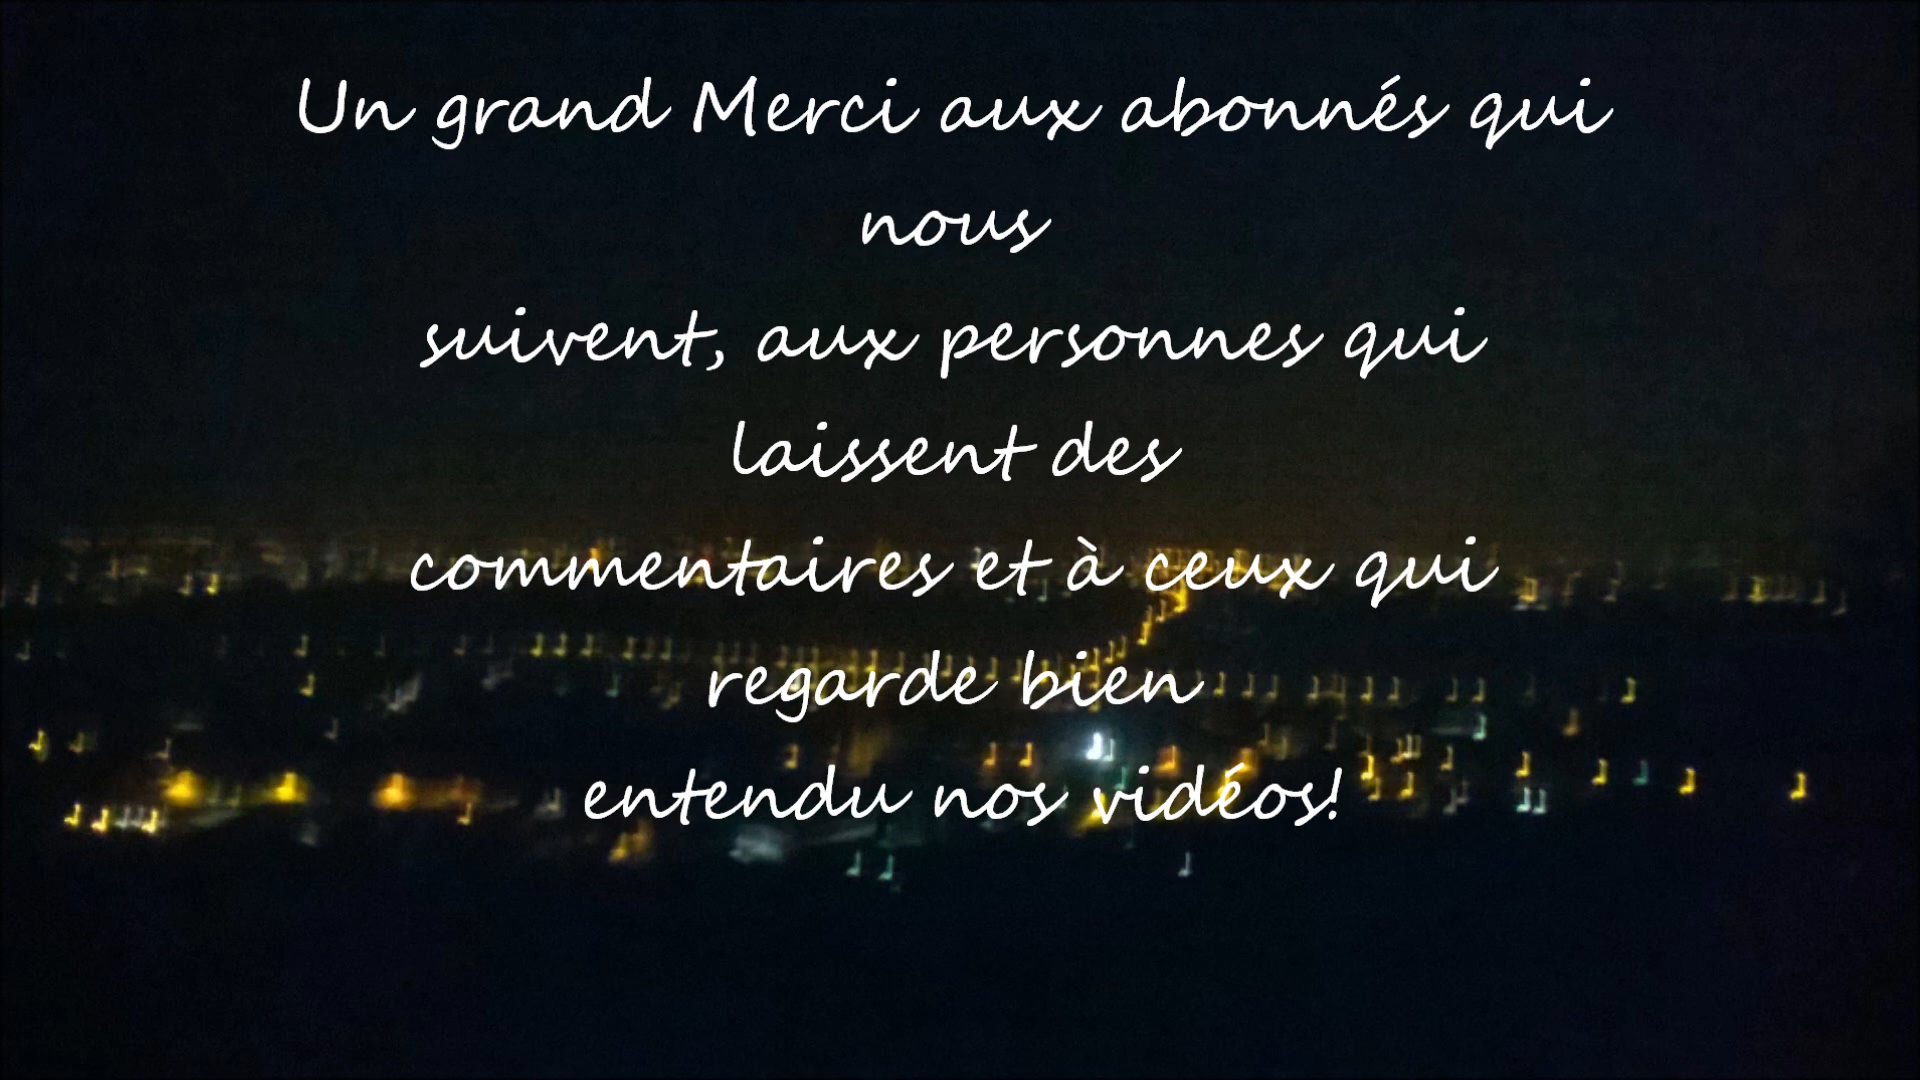 Un grand Merci aux abonnés qui
nous
suivent, aux personnes qui
laissent des
commentaires et à ceux qui
regarde bien
entendu nos vidéos!